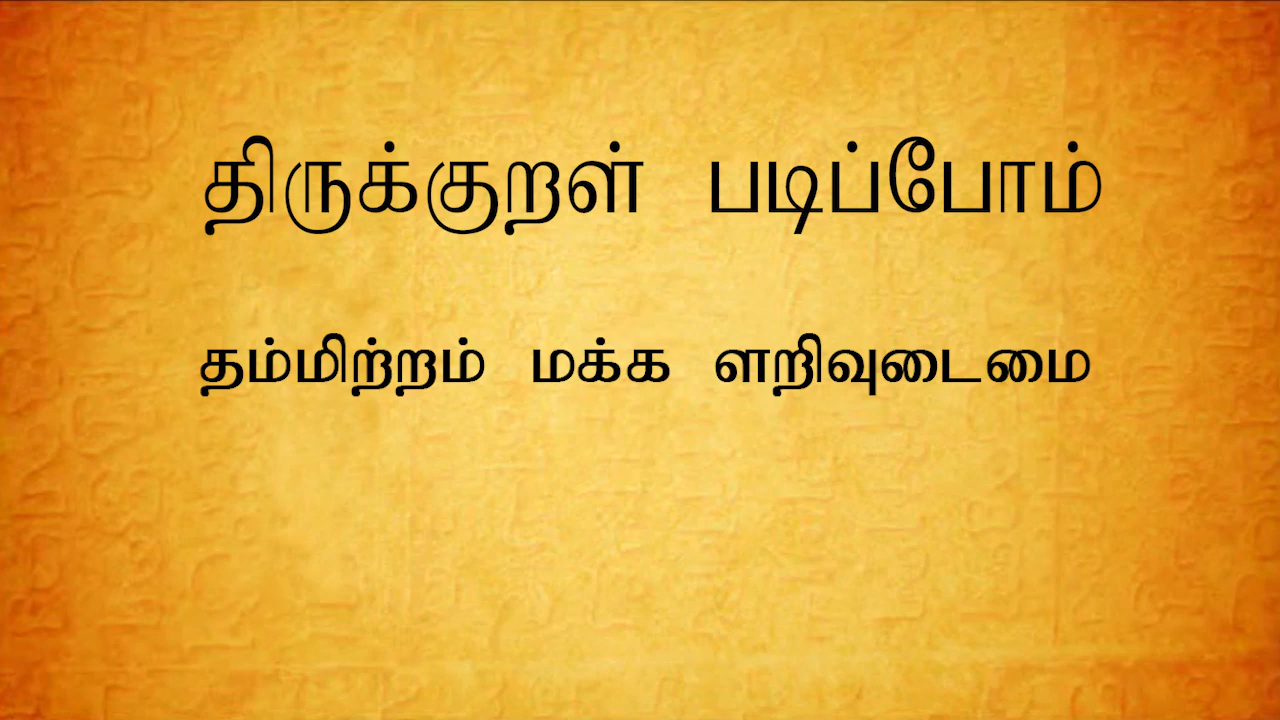 திருக்குறள் படிப்போம்
தம்மிற்றம் மக்க ளறிவுடைமை